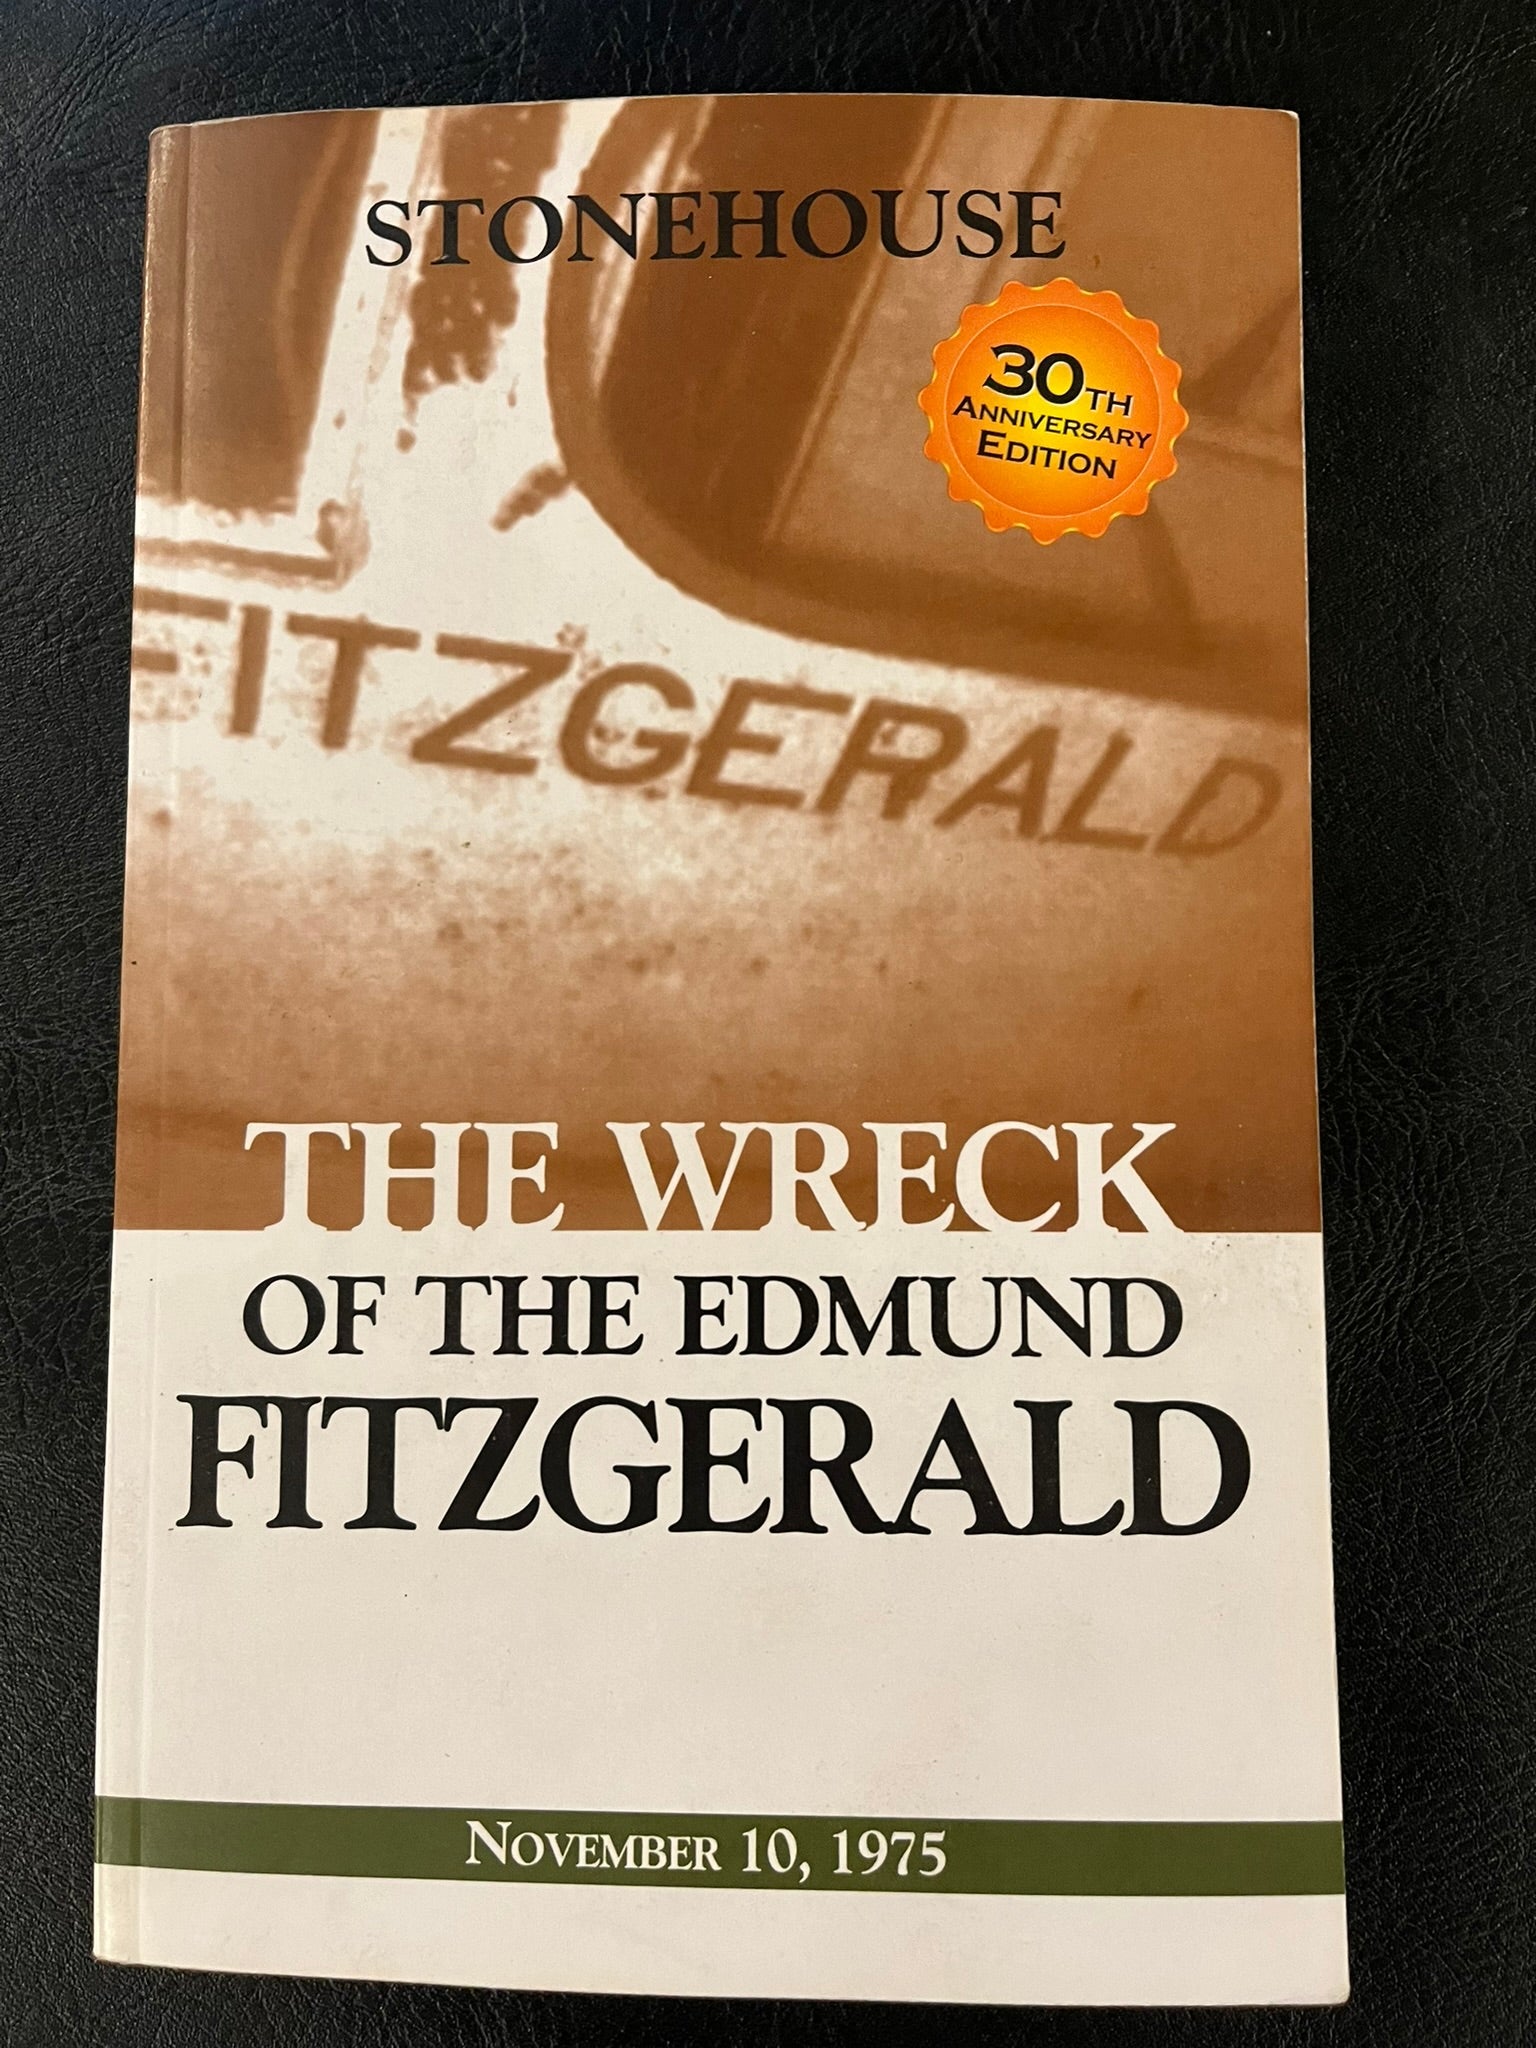 STONEHOUSE
30TH
ANNIVERSARY
EDITION
FITZGERALD
THE WRECK
OF THE EDMUND
FITZGERALD
NOVEMBER 10, 1975